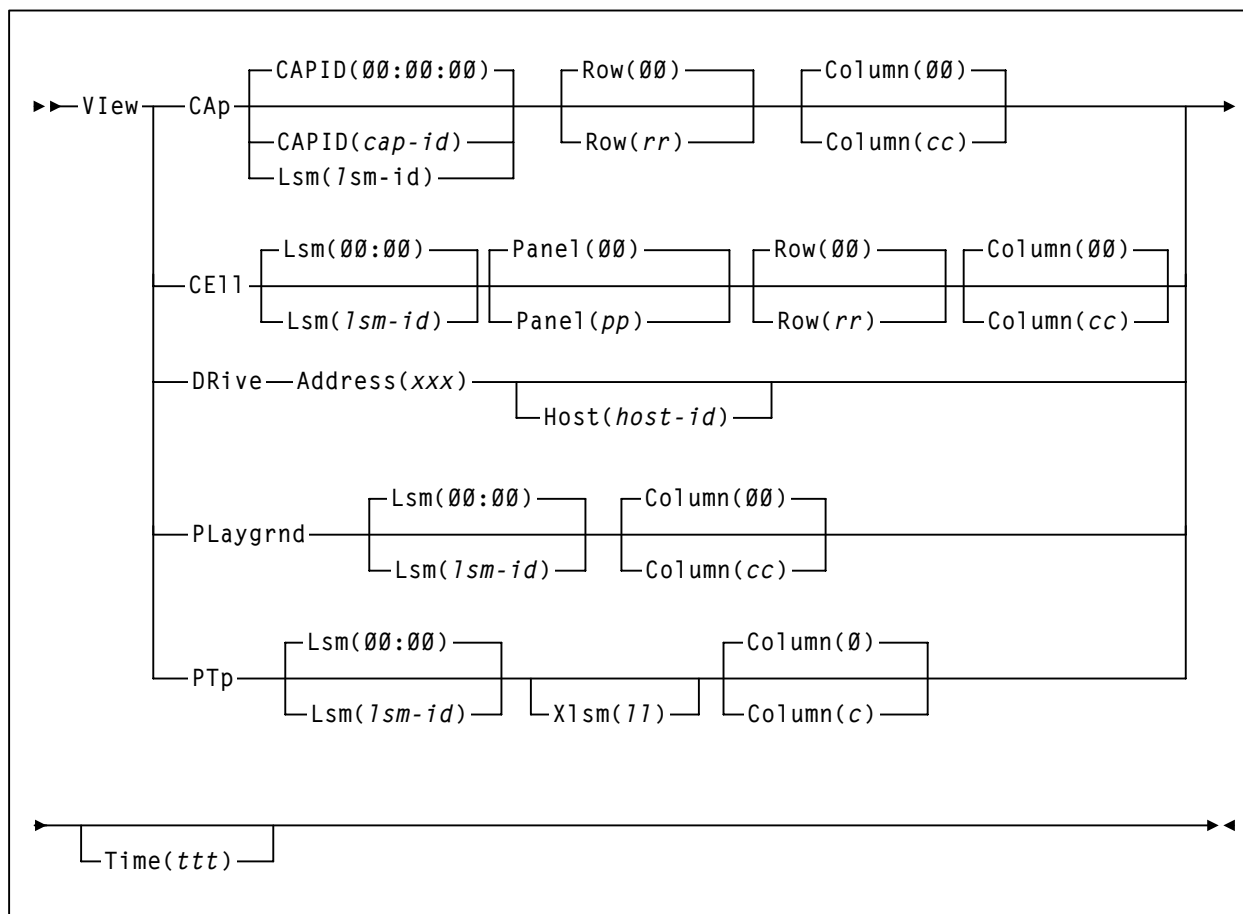 CAPID(00:00:00) Row(00) Column(00)
VIew CAp
CAPID(cap-id) Row(rr) Column(cc)
Lsm(lsm-id)
Lsm(00:00) Panel(00) Row(00) Column(00)
CEll
Lsm(lsm-id) Panel(pp) Row(rr) Column(cc)
DRive Address(xxx)
Host(host-id)
Lsm(00:00) Column(00)
PLaygrnd
Lsm(lsm-id) Column(cc)
Lsm(00:00) Column(0)
PTp
Lsm(lsm-id) Xlsm(ll) Column(c)
Time(ttt)